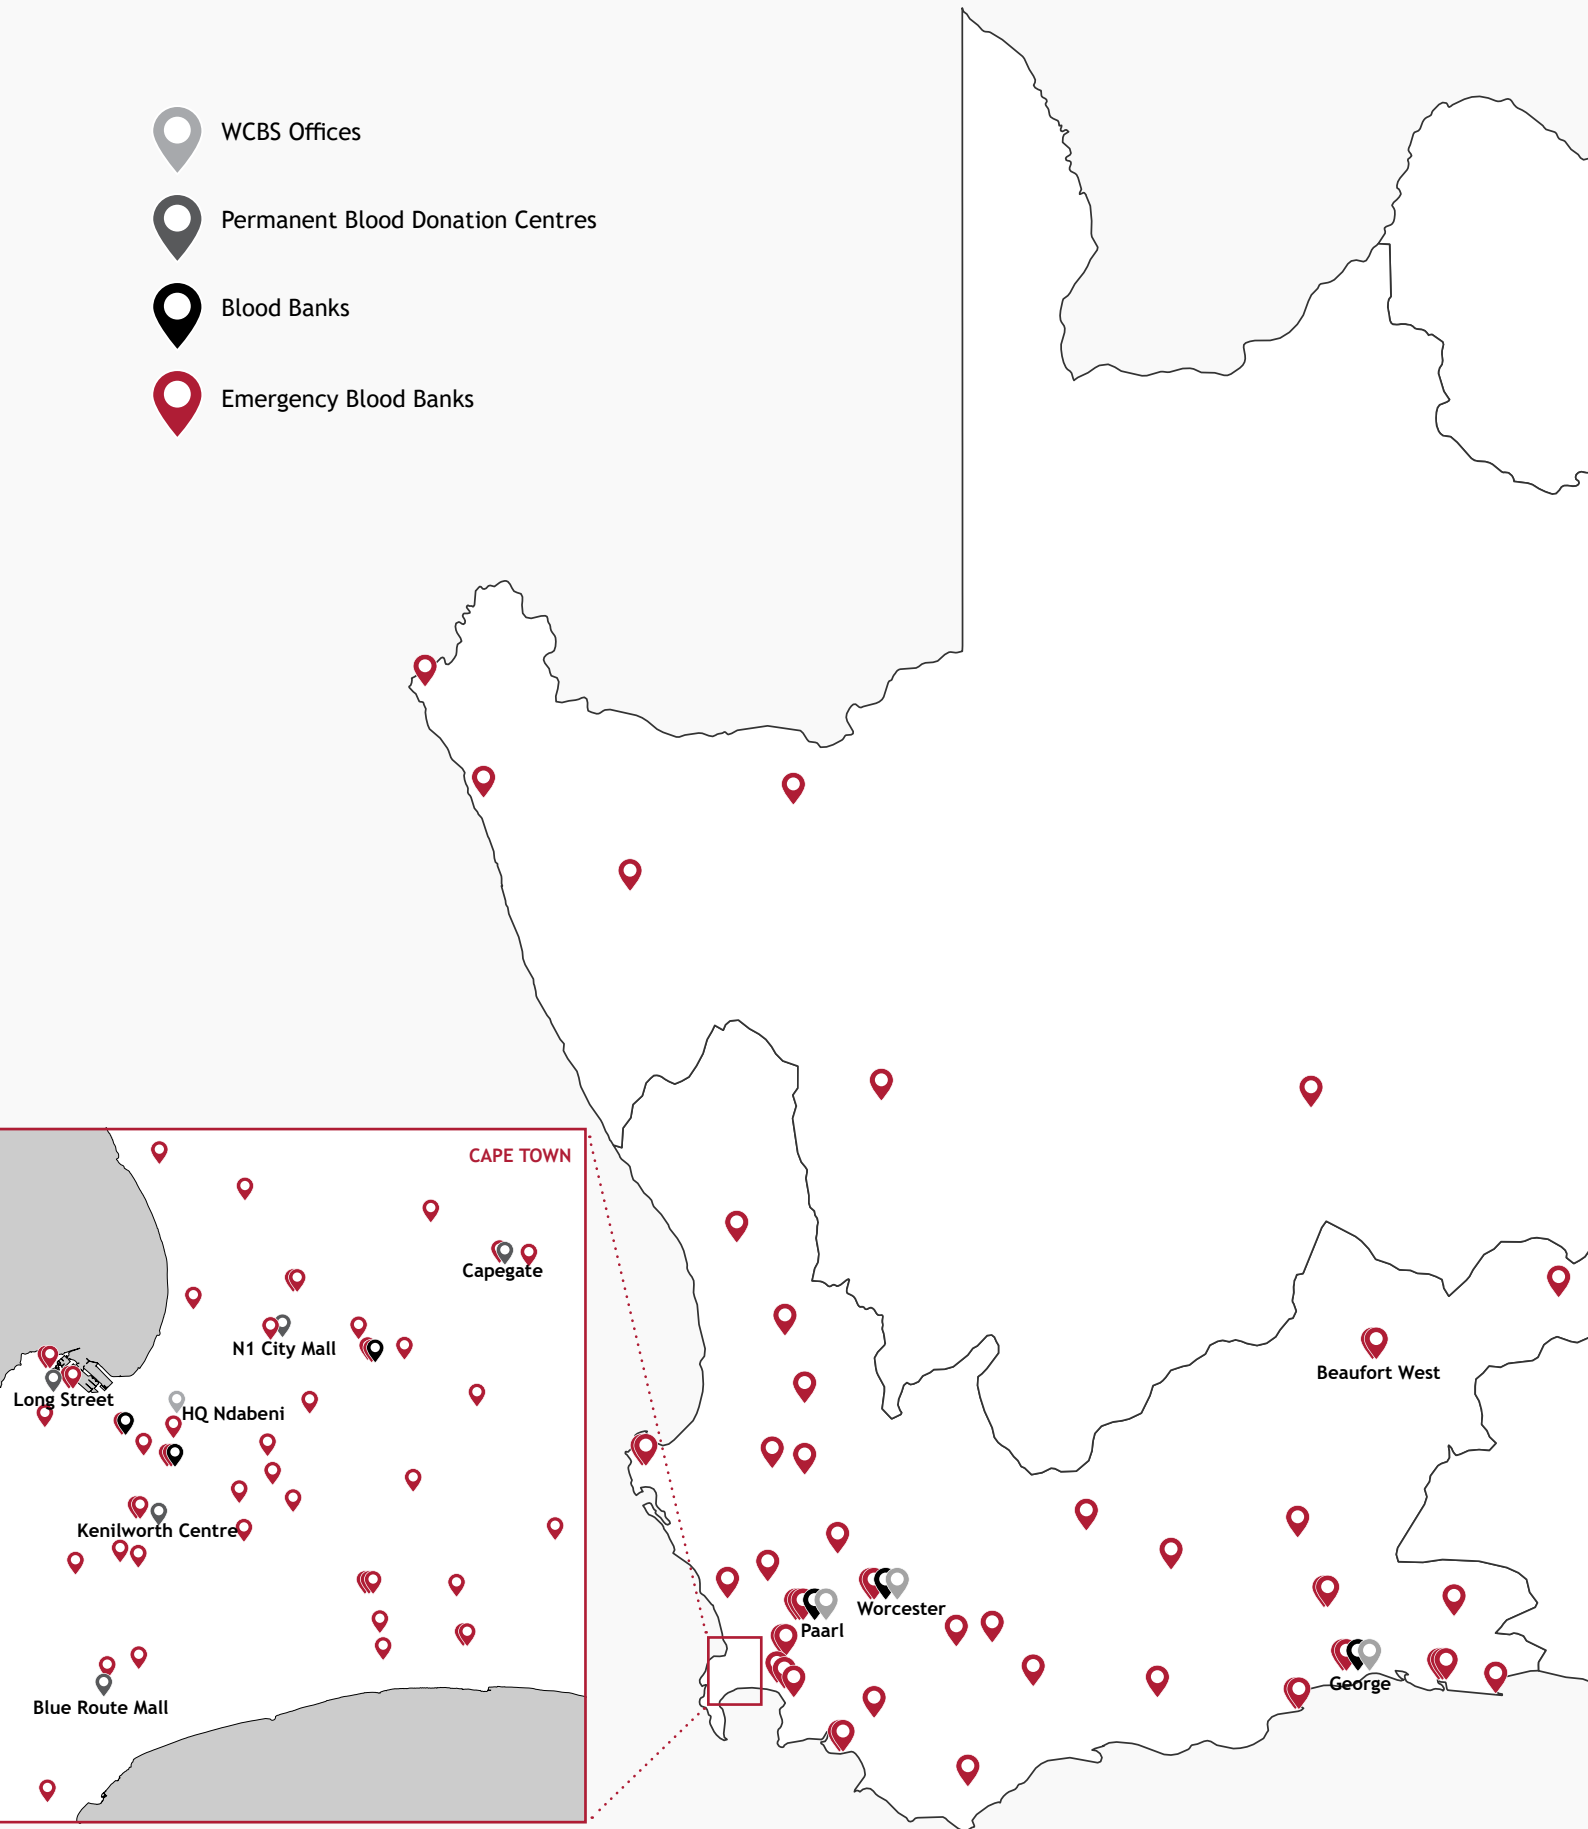 WCBS Offices
Permanent Blood Donation Centres
Blood Banks
Emergency Blood Banks
CAPE TOWN
Capegate
N1 City Mall
Long Street
HQ Ndabeni
Kenilworth Centre
Blue Route Mall
Beaufort West
Worcester
Paarl
George